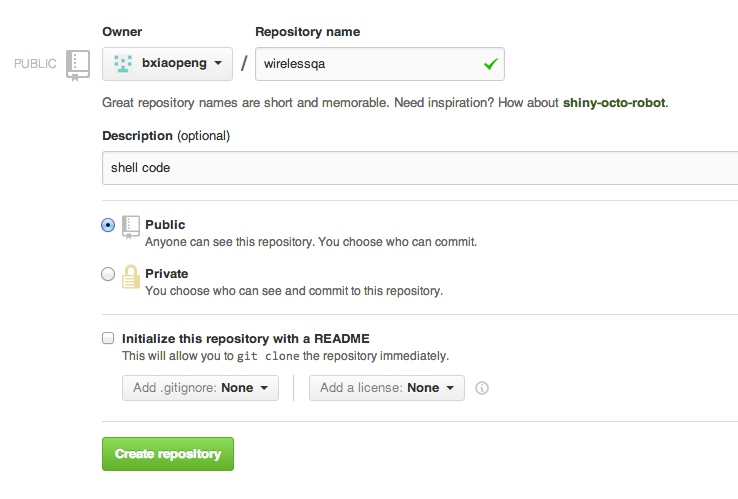 Owner
Repository name
PUBLIC
bxiaopeng / wirelessqa
Great repository names are short and memorable. Need inspiration? How about shiny-octo-robot.
Description (optional)
shell code
Public
Anyone can see this repository. You choose who can commit.
Private
You choose who can see and commit to this repository.
Initialize this repository with a README
This will allow you to git clone the repository immediately.
Add .gitignore: None
Add a license: None
Create repository